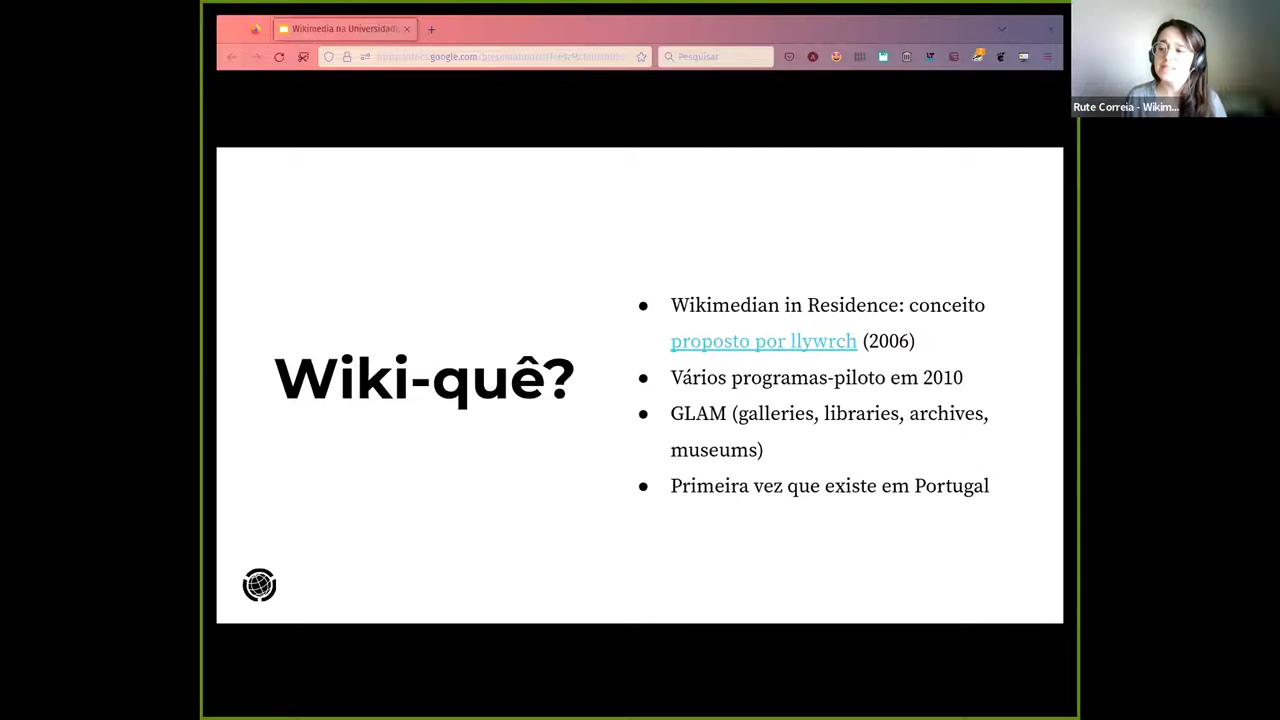 Wikimedia na Universidad
google.com
Pesquisar
Rute Correia - Wikim...
Wiki-quê?
● Wikimedian in Residence: conceito
proposto por llywrch (2006)
● Vários programas-piloto em 2010
● GLAM (galleries, libraries, archives,
museums)
● Primeira vez que existe em Portugal